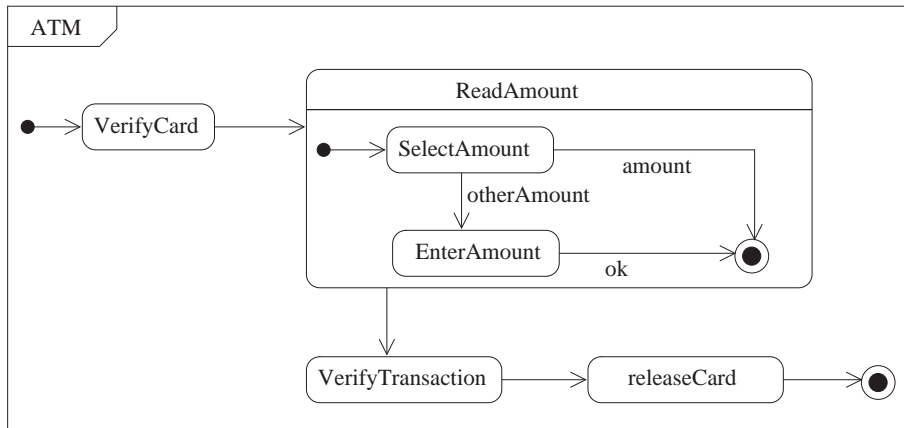 ATM
ReadAmount
VerifyCard
SelectAmount
amount
otherAmount
EnterAmount
ok
VerifyTransaction
releaseCard